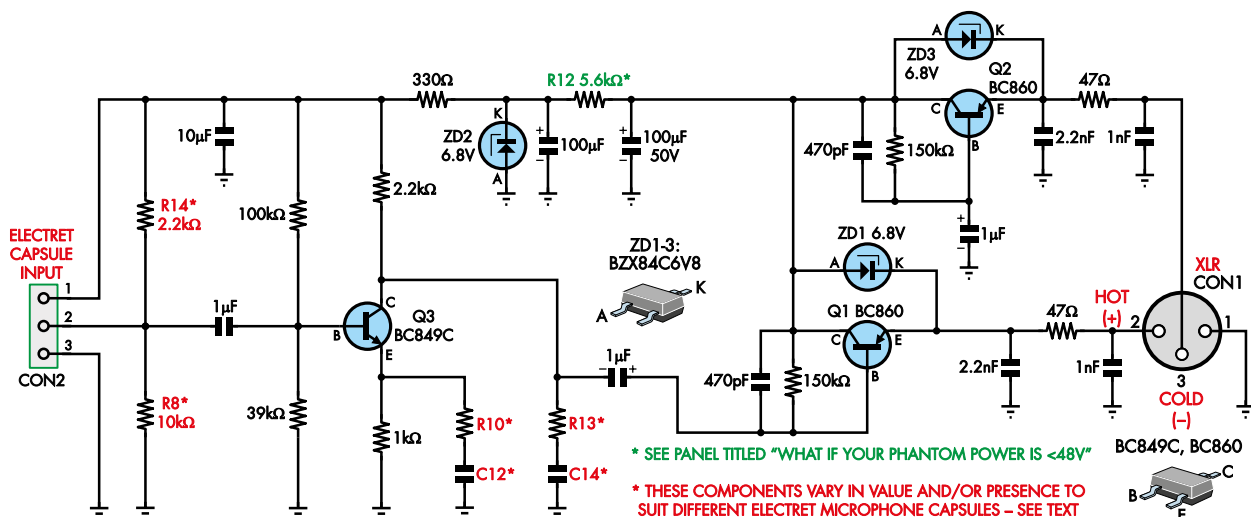 A
K
ZD3
6.8V
Q2
BC860
C
E
B
47Ω
2.2nF
1nF
470pF
150kΩ
+
1µF
–
330Ω
R12 5.6kΩ*
K
ZD2
6.8V
A
+
100µF
–
+
100µF
50V
–
10µF
2.2kΩ
R14*
2.2kΩ
100kΩ
ELECTRET
CAPSULE
INPUT
1
2
3
CON2
1µF
C
B
E
Q3
BC849C
ZD1-3:
BZX84C6V8
K
A
ZD1 6.8V
A
K
Q1 BC860
C
E
B
– 1µF +
470pF
150kΩ
2.2nF
47Ω
HOT
(+)
1nF
XLR
CON1
2
1
3
COLD
(–)
R8*
10kΩ
39kΩ
1kΩ
R10*
C12*
R13*
C14*
* SEE PANEL TITLED “WHAT IF YOUR PHANTOM POWER IS <48V”
* THESE COMPONENTS VARY IN VALUE AND/OR PRESENCE TO
SUIT DIFFERENT ELECTRET MICROPHONE CAPSULES – SEE TEXT
BC849C, BC860
C
B
E